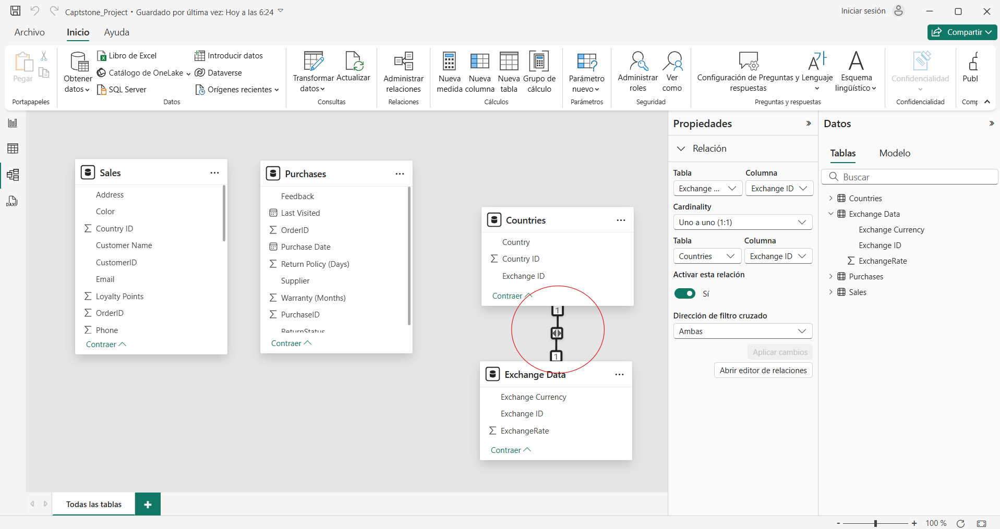 Captstone_Project • Guardado por última vez: Hoy a las 6:24
Iniciar sesión
Archivo
Inicio
Ayuda
Compartir
Pegar
Portapapeles
Obtener datos
Libro de Excel
Catálogo de OneLake
SQL Server
Introducir datos
Dataverse
Orígenes recientes
Datos
Transformar datos
Actualizar
Consultas
Administrar relaciones
Relaciones
Nueva medida
Nueva columna
Nueva tabla
Grupo de cálculo
Cálculos
Parámetro nuevo
Parámetros
Administrar roles
Ver como
Seguridad
Configuración de Preguntas y respuestas
Lenguaje
Esquema lingüístico
Preguntas y respuestas
Confidencialidad
Confidencialidad
Publ
Comp
DAX
Sales
Address
Color
Country ID
Customer Name
CustomerID
Email
Loyalty Points
OrderID
Phone
Contraer
Purchases
Feedback
Last Visited
OrderID
Purchase Date
Return Policy (Days)
Supplier
Warranty (Months)
PurchaseID
ReturnStatus
Contraer
Countries
Country
Country ID
Exchange ID
Contraer
1
1
Exchange Data
Exchange Currency
Exchange ID
ExchangeRate
Contraer
Propiedades
Relación
Tabla
Columna
Exchange ...
Exchange ID
Cardinality
Uno a uno (1:1)
Tabla
Columna
Countries
Exchange ID
Activar esta relación
Sí
Dirección de filtro cruzado
Ambas
Aplicar cambios
Abrir editor de relaciones
Datos
Tablas
Modelo
Buscar
Countries
Exchange Data
Exchange Currency
Exchange ID
ExchangeRate
Purchases
Sales
Todas las tablas
+
- + 100 %